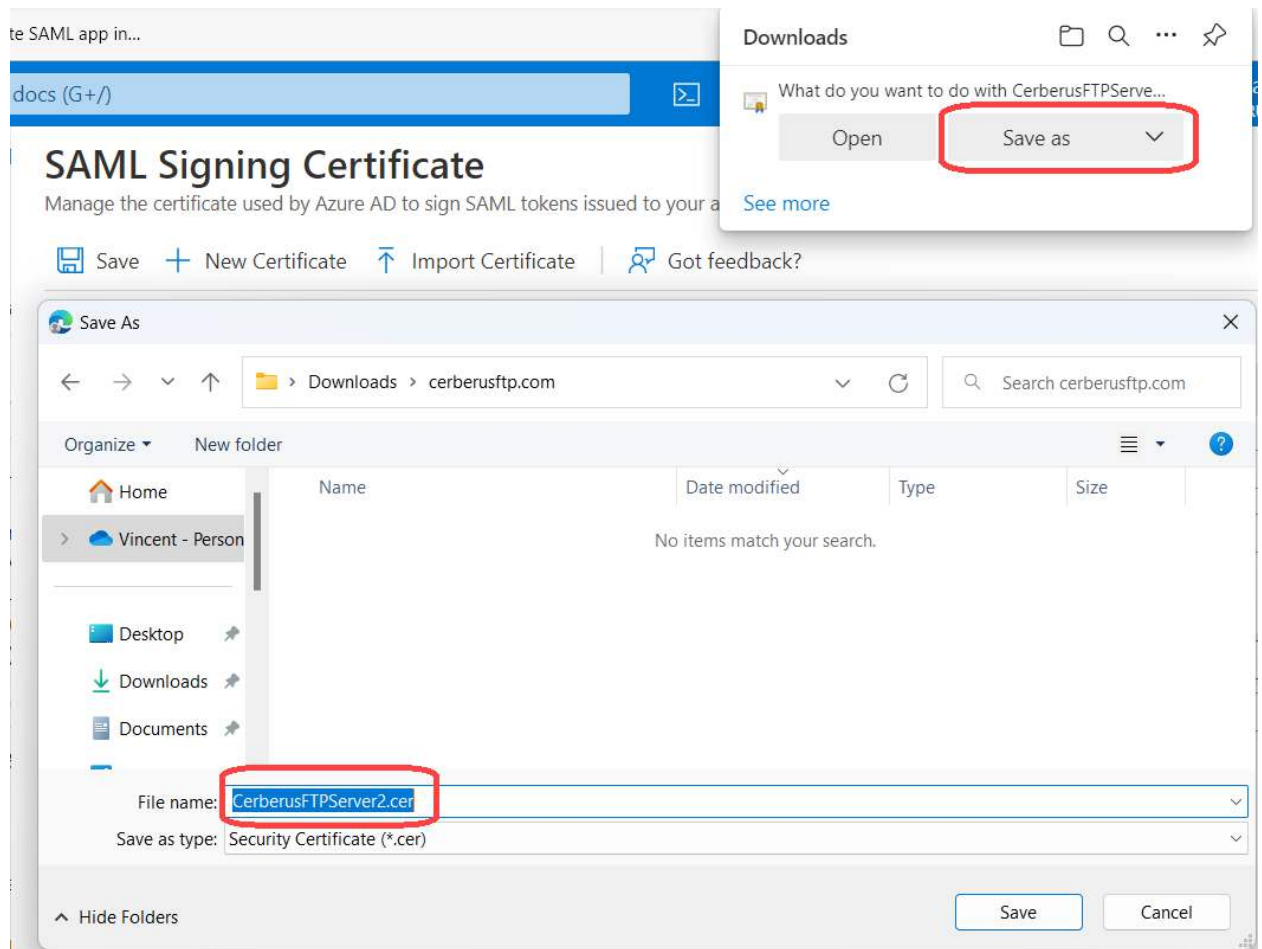 te SAML app in...
Downloads
docs (G+/)
What do you want to do with CerberusFTPServe...
Open
Save as
See more
SAML Signing Certificate
Manage the certificate used by Azure AD to sign SAML tokens issued to your a
Save
New Certificate
Import Certificate
Got feedback?
Save As
Downloads
cerberusftp.com
Search cerberusftp.com
Organize
New folder
Home
Name
Date modified
Type
Size
Vincent - Person
No items match your search.
Desktop
Downloads
Documents
File name:
CerberusFTPServer2.cer
Save as type:
Security Certificate (*.cer)
Hide Folders
Save
Cancel